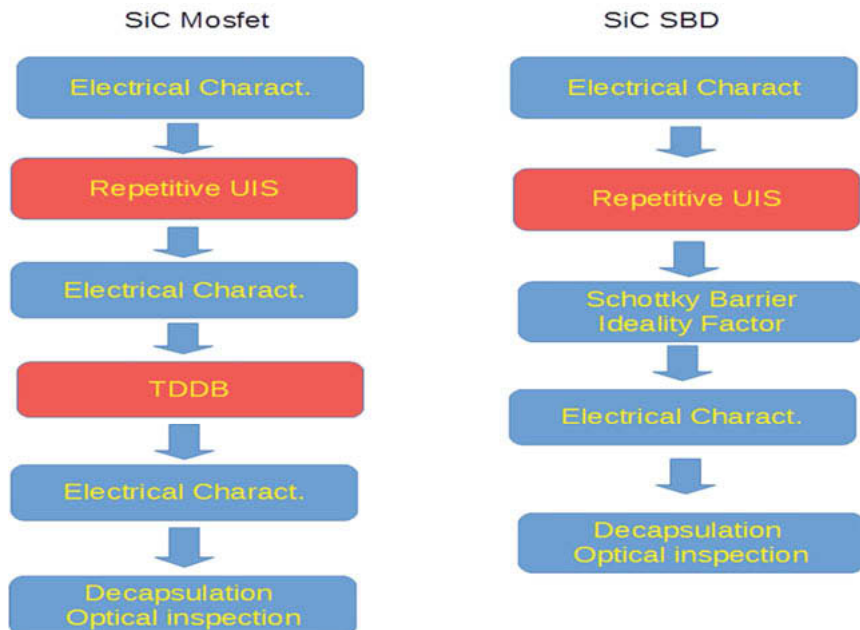 SiC Mosfet
Electrical Charact.
Repetitive UIS
Electrical Charact.
TDDB
Electrical Charact.
Decapsulation
Optical inspection
SiC SBD
Electrical Charact
Repetitive UIS
Schottky Barrier
Ideality Factor
Electrical Charact.
Decapsulation
Optical inspection